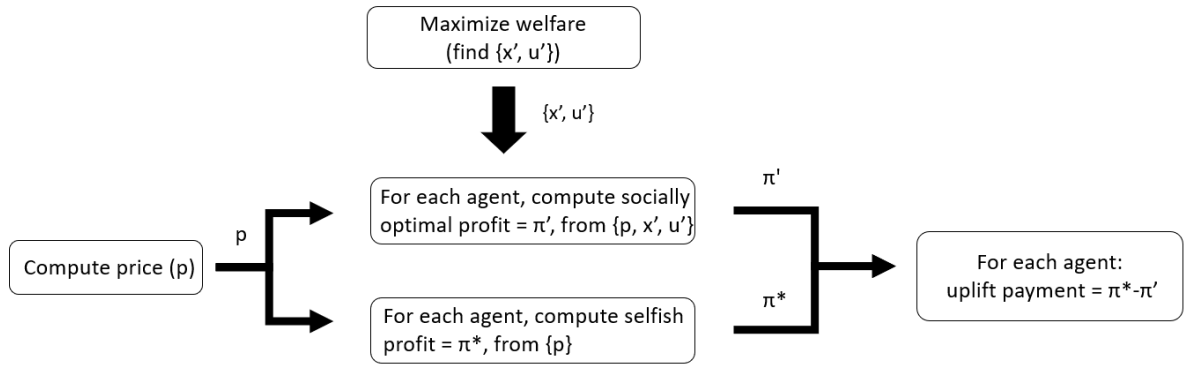 Maximize welfare
(find {x’, u’})
{x’, u’}
For each agent, compute socially
optimal profit = π’, from {p, x’, u’}
π'
p
Compute price (p)
For each agent:
uplift payment = π*-π’
π*
For each agent, compute selfish
profit = π*, from {p}